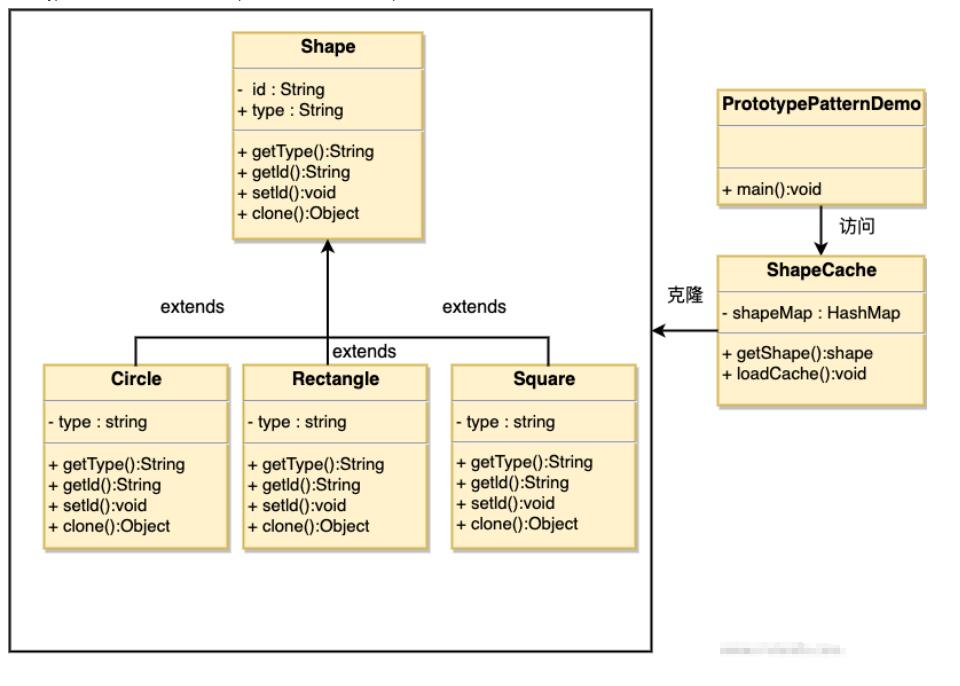 Shape
- id : String
+ type : String
+ getType():String
+ getId():String
+ setId():void
+ clone():Object
PrototypePatternDemo
+ main():void
访问
ShapeCache
- shapeMap : HashMap
+ getShape():shape
+ loadCache():void
克隆
extends
extends
extends
Circle
- type : string
+ getType():String
+ getId():String
+ setId():void
+ clone():Object
Rectangle
- type : string
+ getType():String
+ getId():String
+ setId():void
+ clone():Object
Square
- type : string
+ getType():String
+ getId():String
+ setId():void
+ clone():Object